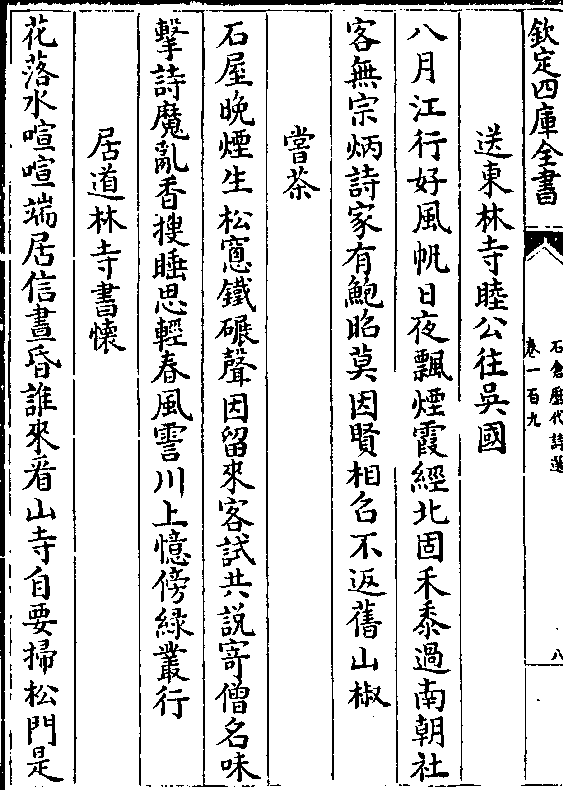 欽定四庫全書
石倉歷代詩選
卷一百九
八
送東林寺睦公往吳國
八月江行好風帆日夜飄煙霞經北固禾黍過南朝社
客無宗炳詩家有鮑昭莫因賢相召不返舊山椒
嘗茶
石屋晚煙生松窻鐵碾聲因留來客試共說寄僧名味
擊詩魔亂香搜睡思輕春風霅川上憶傍綠叢行
居道林寺書懷
花落水喧喧端居信晝昏誰來看山寺自要掃松門是